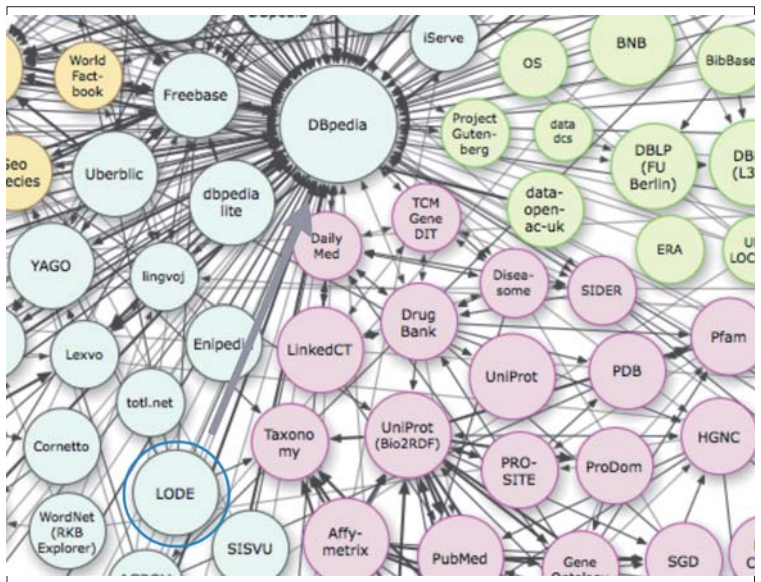 iServe
World
Fact-
book
Freebase
DBpedia
OS
BNB
BibBase
Project
Guten-
berg
data
dcs
DBLP
(FU
Berlin)
(L3
Uberblic
dbpedia
lite
data-
open-
ac-uk
TCM
Gene
DIT
Daily
Med
ERA
YAGO
lingvoj
Disea-
some
SIDER
Drug
Bank
Lexvo
Enipedia
LinkedCT
Pfam
UniProt
PDB
totl.net
Cornetto
Taxono
my
UniProt
(Bio2RDF)
PRO-
SITE
ProDom
HGNC
LODE
WordNet
(RKB
Explorer)
SISVU
Affy-
metrix
PubMed
Gene
Ontology
SGD